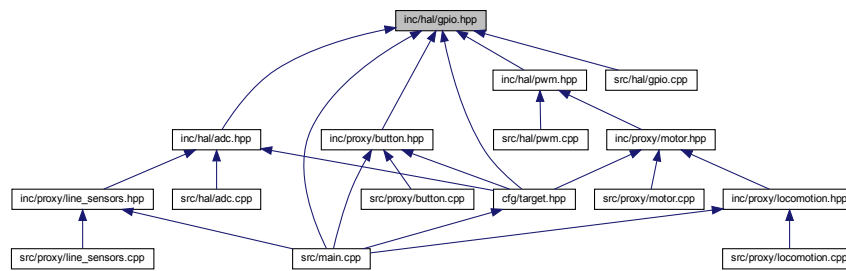 inc/hal/gpio.hpp
inc/hal/pwm.hpp
src/hal/gpio.cpp
inc/hal/adc.hpp
inc/proxy/button.hpp
src/hal/pwm.cpp
inc/proxy/motor.hpp
inc/proxy/line_sensors.hpp
src/hal/adc.cpp
src/proxy/button.cpp
cfg/target.hpp
src/proxy/motor.cpp
inc/proxy/locomotion.hpp
src/proxy/line_sensors.cpp
src/main.cpp
src/proxy/locomotion.cpp